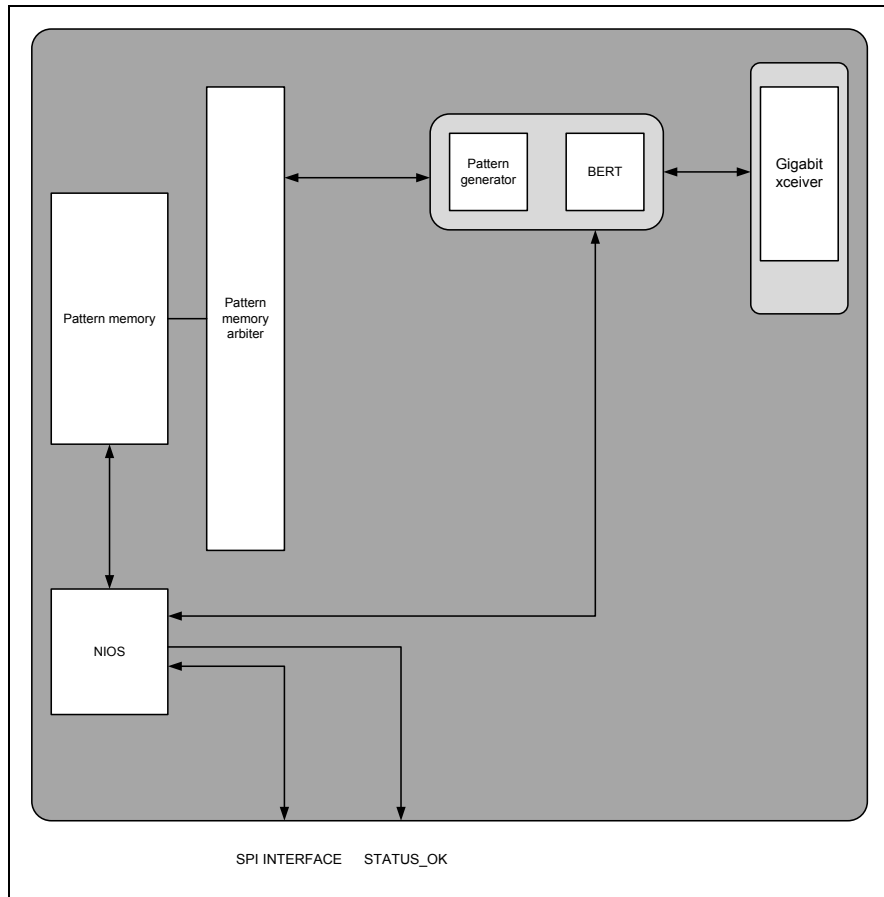 Pattern
generator
BERT
Gigabit
xceiver
Pattern memory
Pattern
memory
arbiter
NIOS
SPI INTERFACE
STATUS_OK